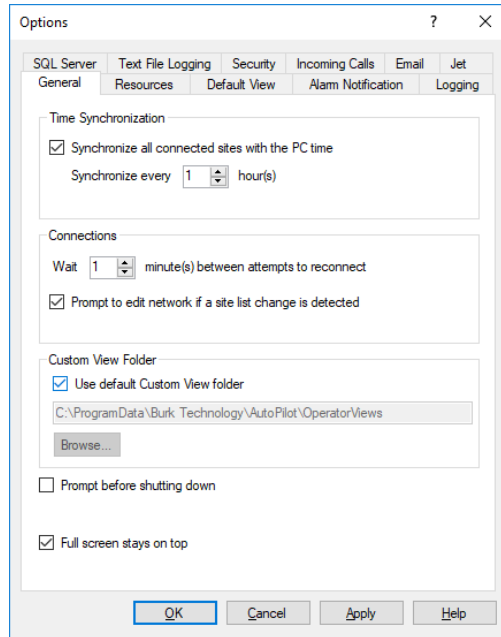 Options ? ×
SQL Server Text File Logging Security Incoming Calls Email Jet
General Resources Default View Alarm Notification Logging
Time Synchronization
Synchronize all connected sites with the PC time
Synchronize every 1 hour(s)
Connections
Wait 1 minute(s) between attempts to reconnect
Prompt to edit network if a site list change is detected
Custom View Folder
Use default Custom View folder
C:\ProgramData\Burk Technology\AutoPilot\OperatorViews
Browse...
Prompt before shutting down
Full screen stays on top
OK Cancel Apply Help